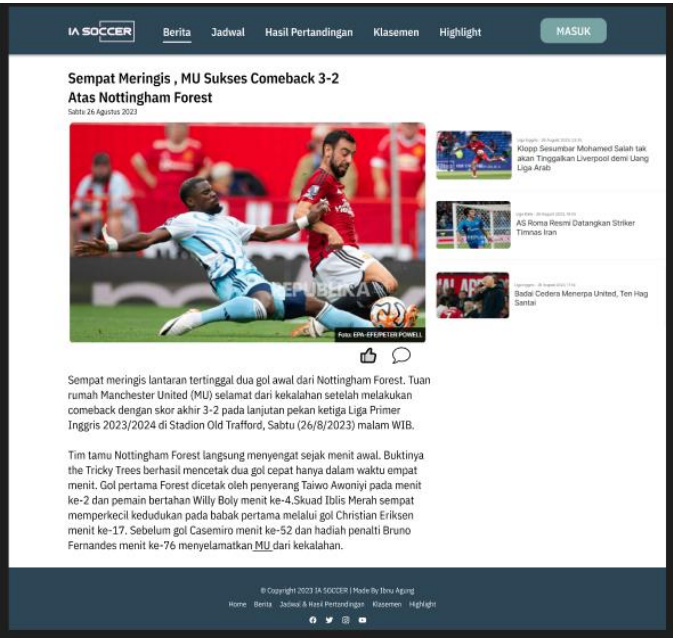 IA SOCCER
Berita Jadwal Hasil Pertandingan Klasemen Highlight
MASUK
Sempat Meringis , MU Sukses Comeback 3-2
Atas Nottingham Forest
Sabtu 26 Agustus 2023
REPUBLIKA
Foto: EPA-EFE/PETER POWELL
Klopp Sesumbar Mohamed Salah tak
akan Tinggalkan Liverpool demi Uang
Liga Arab
AS Roma Resmi Datangkan Striker
Timnas Iran
Badai Cedera Menerpa United, Ten Hag
Santai
Sempat meringis lantaran tertinggal dua gol awal dari Nottingham Forest. Tuan
rumah Manchester United (MU) selamat dari kekalahan setelah melakukan
comeback dengan skor akhir 3-2 pada lanjutan pekan ketiga Liga Primer
Inggris 2023/2024 di Stadion Old Trafford, Sabtu (26/8/2023) malam WIB.
Tim tamu Nottingham Forest langsung menyengat sejak menit awal. Buktinya
the Tricky Trees berhasil mencetak dua gol cepat hanya dalam waktu empat
menit. Gol pertama Forest dicetak oleh penyerang Taiwo Awoniyi pada menit
ke-2 dan pemain bertahan Willy Boly menit ke-4.Skuad Iblis Merah sempat
memperkecil kedudukan pada babak pertama melalui gol Christian Eriksen
menit ke-17. Sebelum gol Casemiro menit ke-52 dan hadiah penalti Bruno
Fernandes menit ke-76 menyelamatkan MU dari kekalahan.
© Copyright 2023 IA SOCCER | Made By Ibnu Agung
Home Berita Jadwal & Hasil Pertandingan Klasemen Highlight